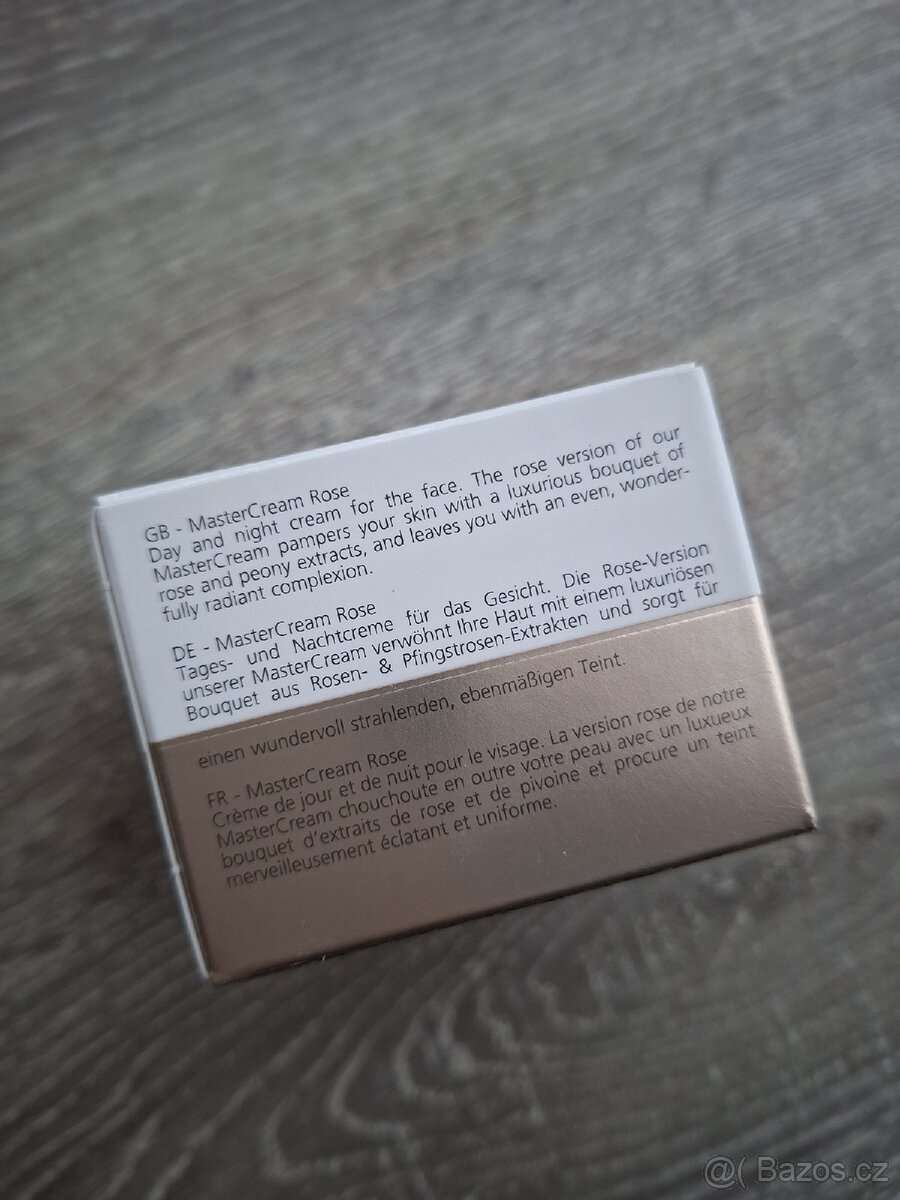 GB - MasterCream Rose
Day and night cream for the face. The rose version of our
MasterCream pampers your skin with a luxurious bouquet of
rose and peony extracts, and leaves you with an even, wonder-
fully radiant complexion.
DE - MasterCream Rose
Tages- und Nachtcreme für das Gesicht. Die Rose-Version
unserer MasterCream verwöhnt Ihre Haut mit einem luxuriösen
Bouquet aus Rosen- & Pfingstrosen-Extrakten und sorgt für
einen wundervoll strahlenden, ebenmäßigen Teint.
FR - MasterCream Rose
Crème de jour et de nuit pour le visage. La version rose de notre
MasterCream chouchoute en outre votre peau avec un luxueux
bouquet d'extraits de rose et de pivoine et procure un teint
merveilleusement éclatant et uniforme.
@( Bazos.cz